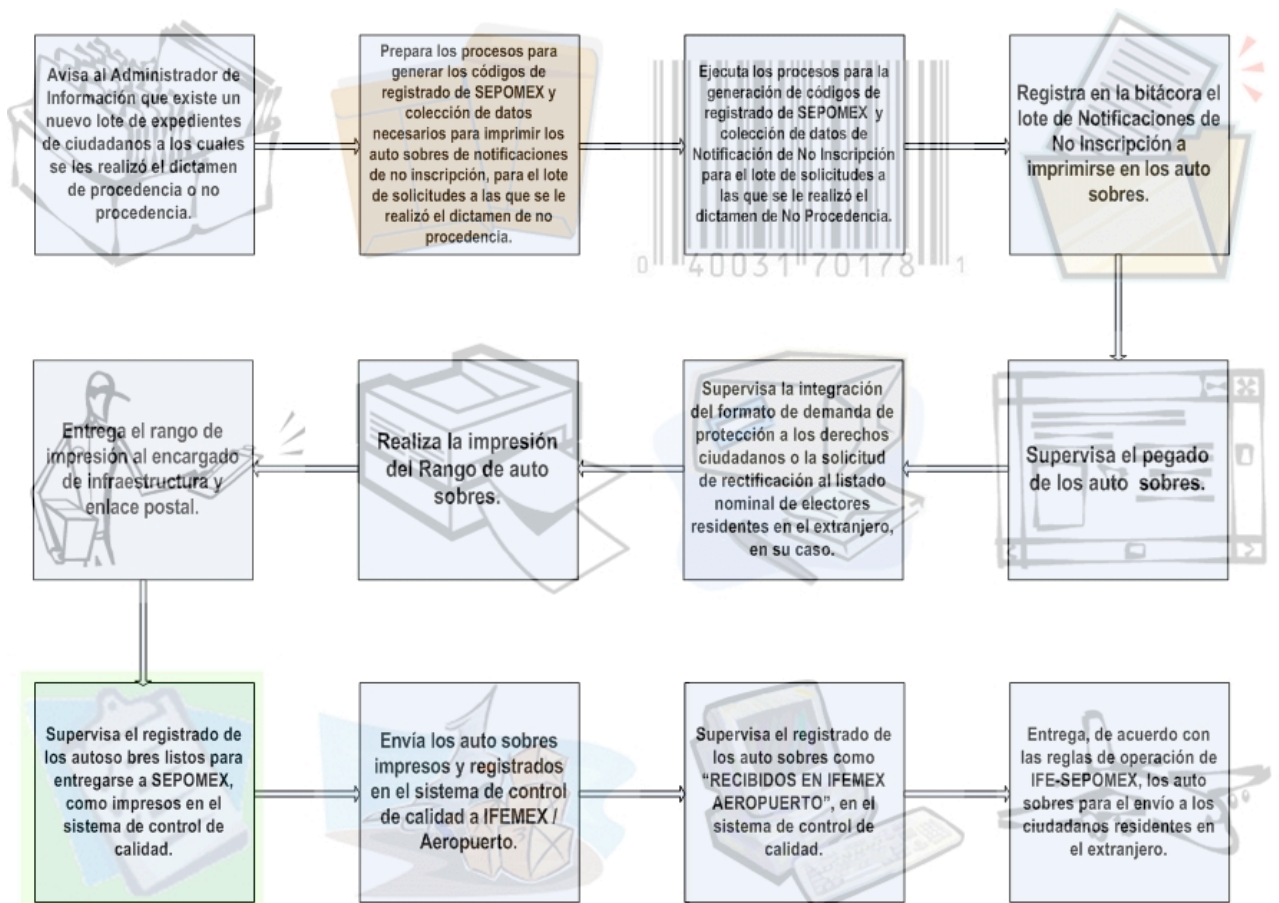 Avisa al Administrador de
Información que existe un
nuevo lote de expedientes
de ciudadanos a los cuales
se les realizó el dictamen
de procedencia o no
procedencia.
Prepara los procesos para
generar los códigos de
registrado de SEPOMEX y
colección de datos
necesarios para imprimir los
auto sobres de notificaciones
de no inscripción, para el lote
de solicitudes a las que se le
realizó el dictamen de no
procedencia.
Ejecuta los procesos para la
generación de códigos de
registrado de SEPOMEX y
colección de datos de
Notificación de No Inscripción
para el lote de solicitudes a
las que se le realizó el
dictamen de No Procedencia.
0 40031 70178 1
Registra en la bitácora el
lote de Notificaciones de
No Inscripción a
imprimirse en los auto
sobres.
Supervisa el pegado
de los auto sobres.
Supervisa la integración
del formato de demanda de
protección a los derechos
ciudadanos o la solicitud
de rectificación al listado
nominal de electores
residentes en el extranjero,
en su caso.
Realiza la impresión
del Rango de auto
sobres.
Entrega el rango de
impresión al encargado
de infraestructura y
enlace postal.
Supervisa el registrado de
los autoso bres listos para
entregarse a SEPOMEX,
como impresos en el
sistema de control de
calidad.
Envía los auto sobres
impresos y registrados
en el sistema de control
de calidad a IFEMEX /
Aeropuerto.
Supervisa el registrado de
los auto sobres como
“RECIBIDOS EN IFEMEX
AEROPUERTO”, en el
sistema de control de
calidad.
Entrega, de acuerdo con
las reglas de operación de
IFE-SEPOMEX, los auto
sobres para el envío a los
ciudadanos residentes en
el extranjero.